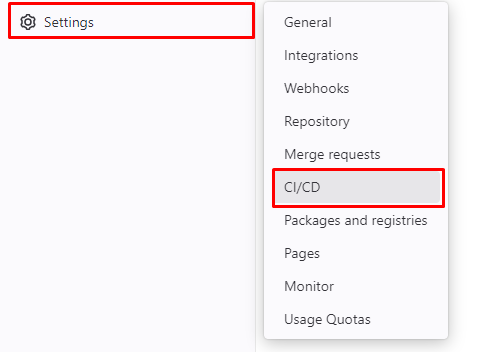 Settings
General
Integrations
Webhooks
Repository
Merge requests
CI/CD
Packages and registries
Pages
Monitor
Usage Quotas